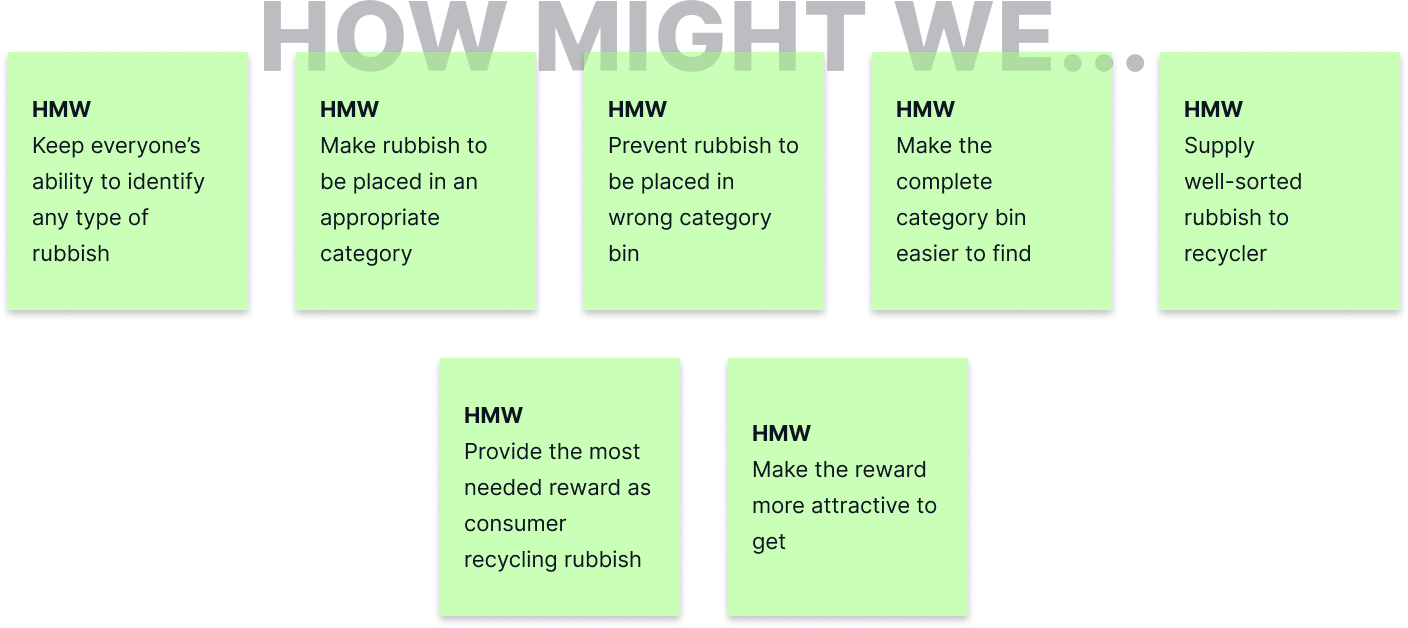 HOW MIGHT WE...
HMW
Keep everyone’s
ability to identify
any type of
rubbish
HMW
Make rubbish to
be placed in an
appropriate
category
HMW
Prevent rubbish to
be placed in
wrong category
bin
HMW
Make the
complete
category bin
easier to find
HMW
Supply
well-sorted
rubbish to
recycler
HMW
Provide the most
needed reward as
consumer
recycling rubbish
HMW
Make the reward
more attractive to
get